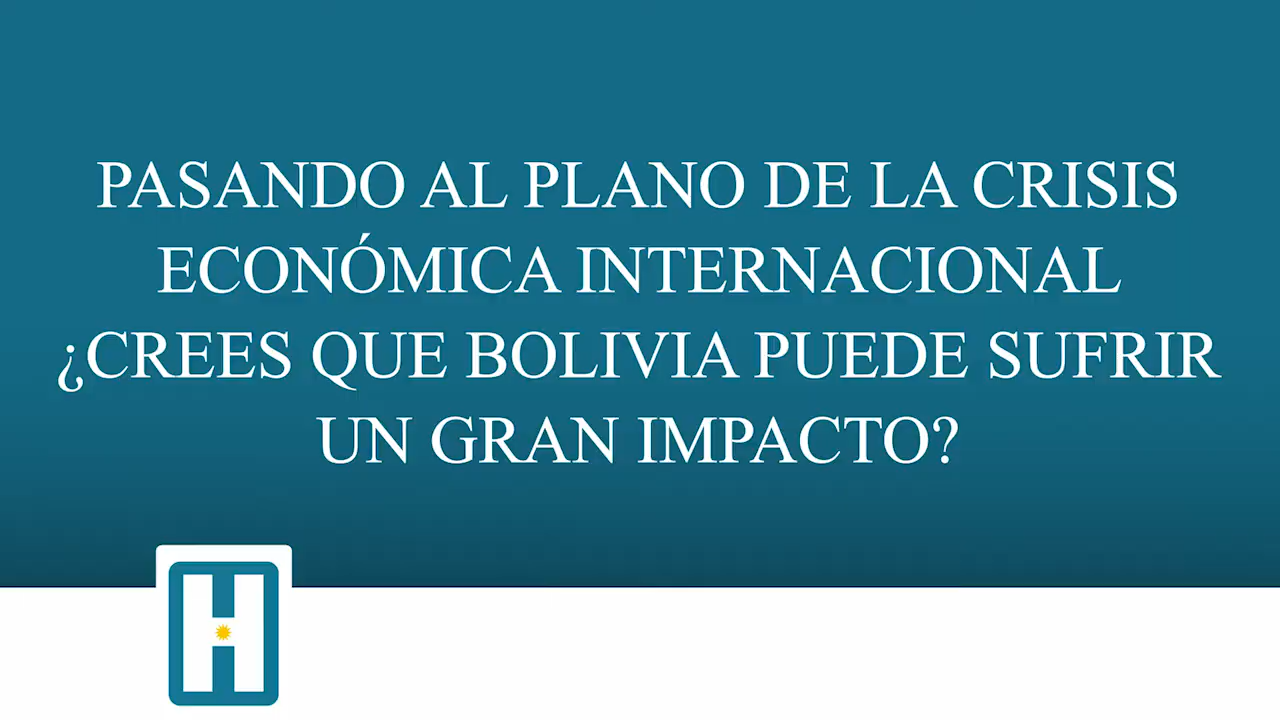 PASANDO AL PLANO DE LA CRISIS
ECONÓMICA INTERNACIONAL
¿CREES QUE BOLIVIA PUEDE SUFRIR
UN GRAN IMPACTO?
H